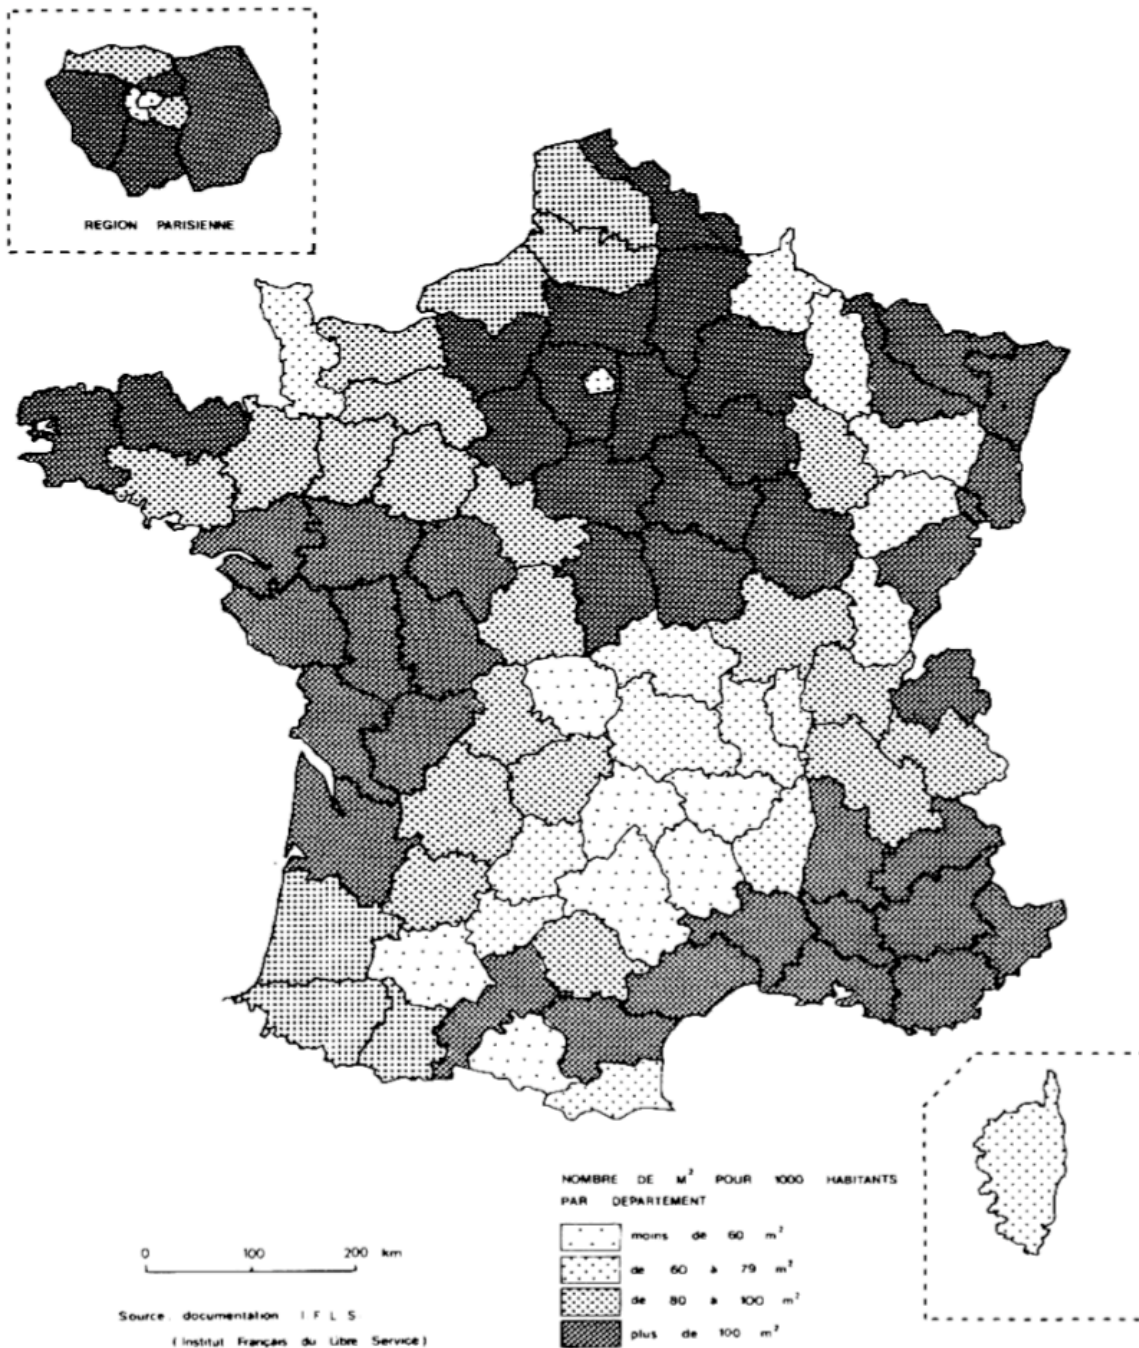 REGION PARISIENNE
NOMBRE DE M² POUR 1000 HABITANTS
PAR DEPARTEMENT
moins de 60 m²
de 60 à 79 m²
de 80 à 100 m²
plus de 100 m²
0 100 200 km
Source. documentation I F L S
(Institut Français du Libre Service)